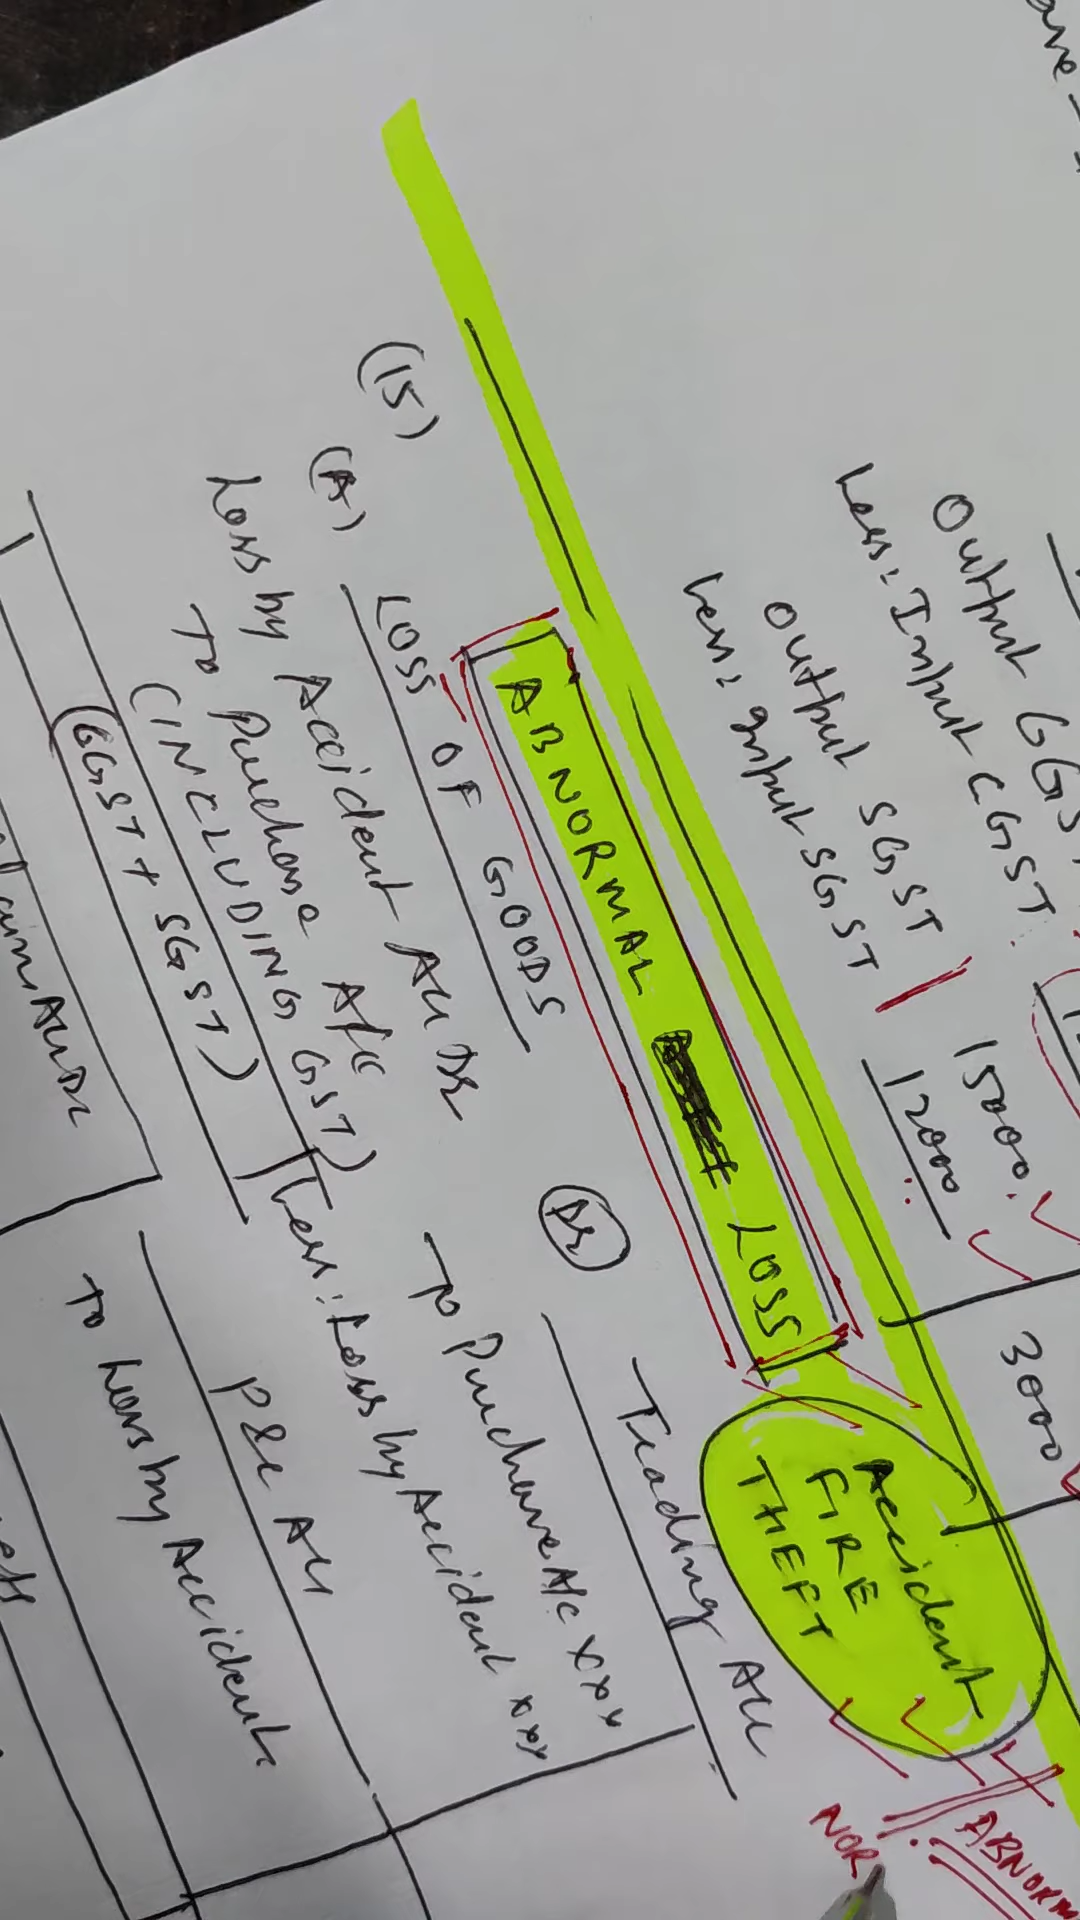 Output CGST
Less: Input CGST
Output SGST 15000
Less: Input SGST 12000
3000
ABNORMAL LOSS
Accident
FIRE
THEFT
ABNORM
NOR
(15)
LOSS OF GOODS
(A)
Loss by Accident A/c Dr
To Purchase A/c
(INCLUDING GST)
(CGST + SGST)
Dr
Trading A/c
To Purchase A/c xxx
Less: Loss by Accident xxx
P&L A/c
To Loss by Accident